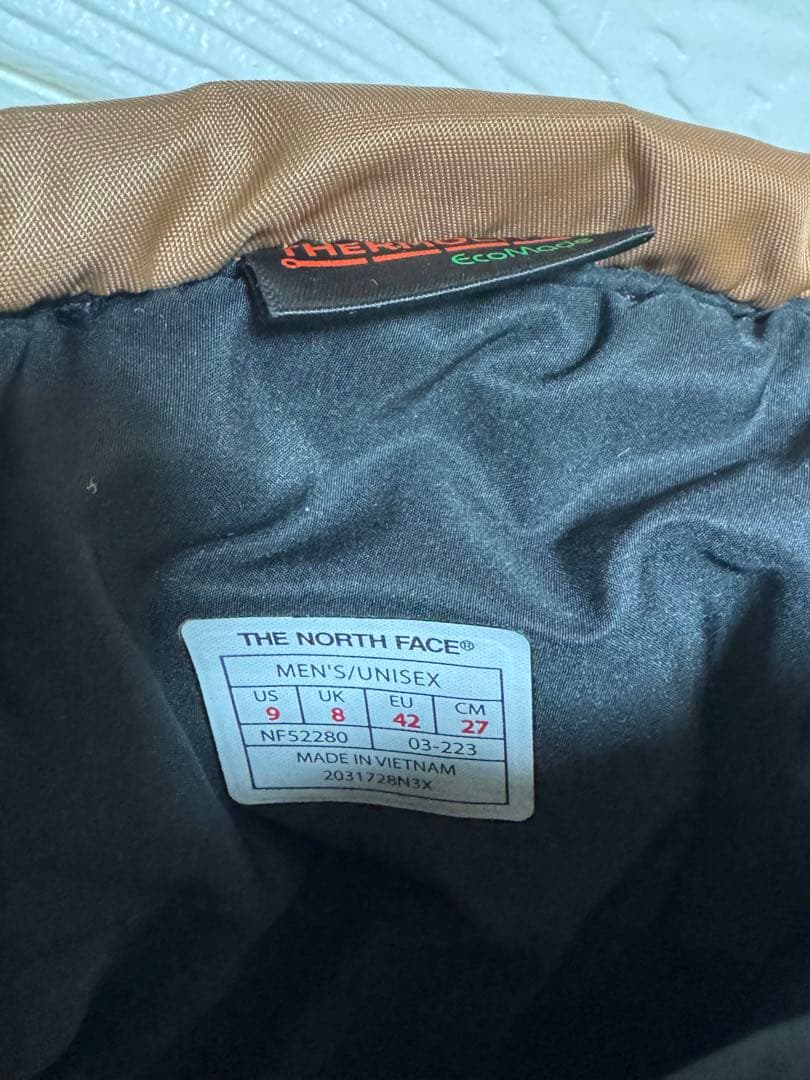 EcoMade
THE NORTH FACE®
MEN'S/UNISEX
US UK EU CM
9 8 42 27
NF52280 03-223
MADE IN VIETNAM
2031728N3X